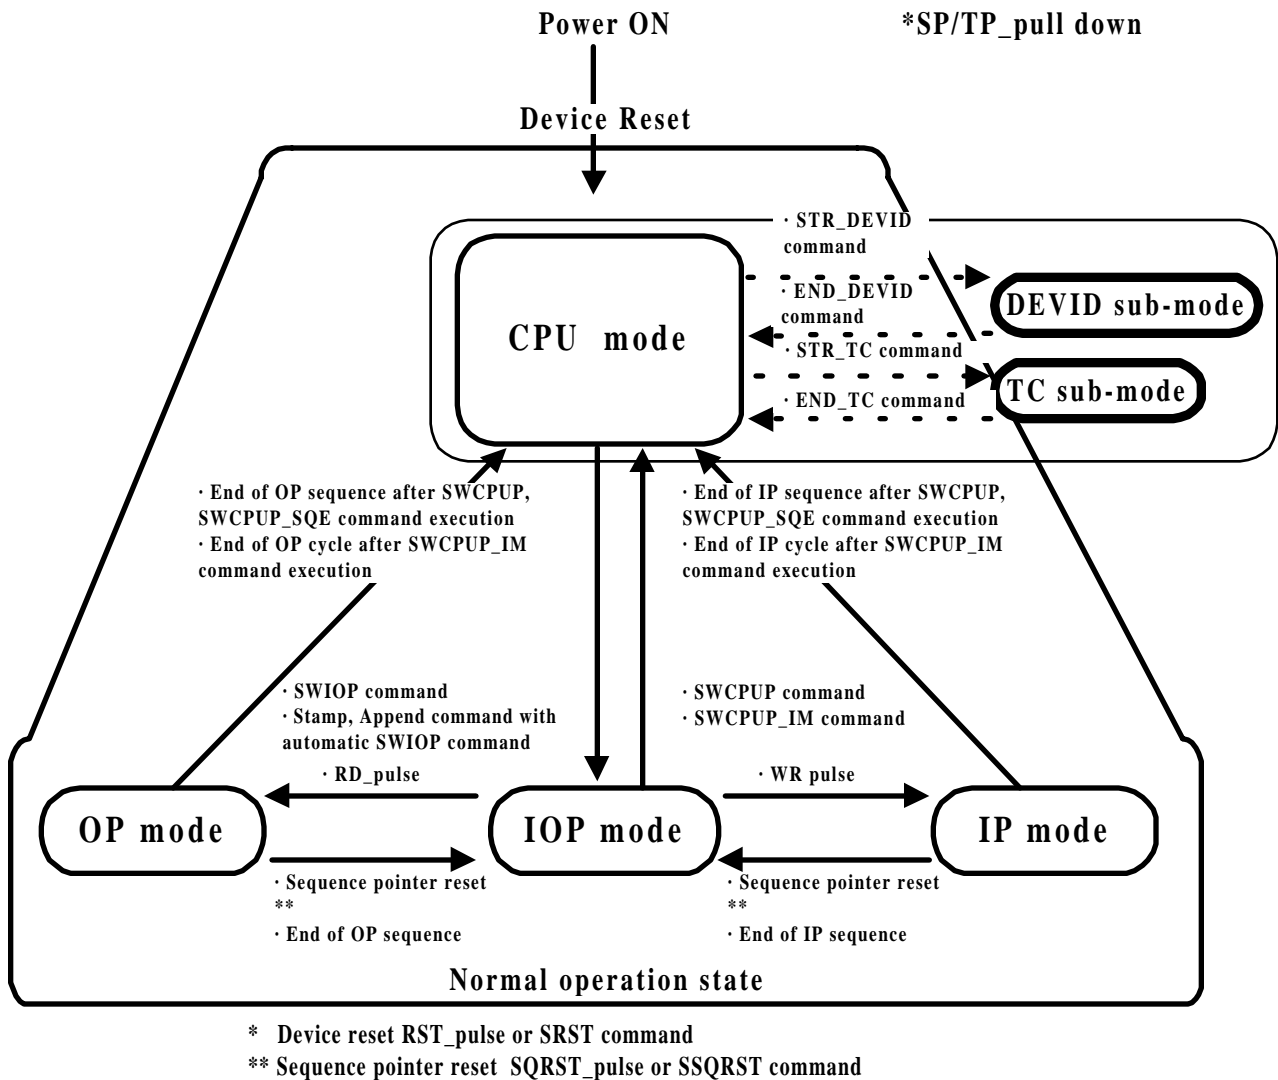 Power ON
*SP/TP_pull down
Device Reset
· STR_DEVID
command
· END_DEVID
command
DEVID sub-mode
CPU mode
· STR_TC command
TC sub-mode
· END_TC command
· End of OP sequence after SWCPUP,
SWCPUP_SQE command execution
· End of OP cycle after SWCPUP_IM
command execution
· End of IP sequence after SWCPUP,
SWCPUP_SQE command execution
· End of IP cycle after SWCPUP_IM
command execution
· SWIOP command
· Stamp, Append command with
automatic SWIOP command
· SWCPUP command
· SWCPUP_IM command
· RD_pulse
· WR pulse
OP mode
IOP mode
IP mode
· Sequence pointer reset
**
· End of OP sequence
· Sequence pointer reset
**
· End of IP sequence
Normal operation state
* Device reset RST_pulse or SRST command
** Sequence pointer reset SQRST_pulse or SSQRST command